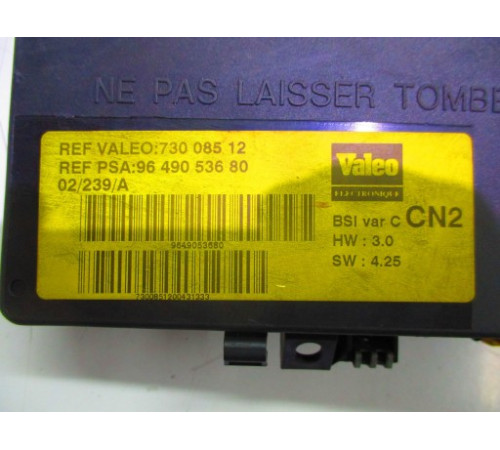 NE PAS LAISSER TOMBE
REF VALEO:730 085 12
REF PSA:96 490 536 80
02/239/A
9649053680
Valeo
ELECTRONIQUE
BSI var C CN2
HW : 3.0
SW : 4.25